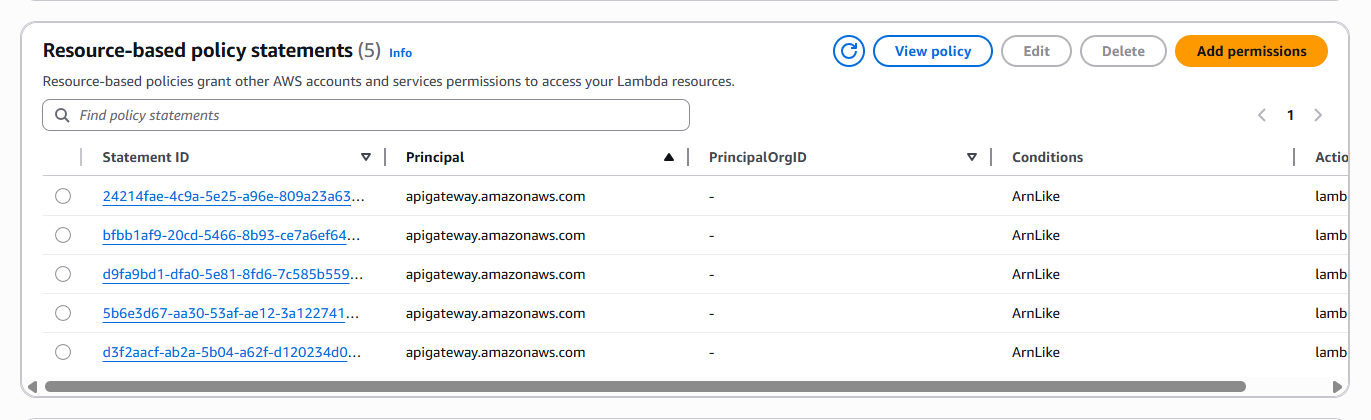 Resource-based policy statements (5) Info
View policy
Edit
Delete
Add permissions
Resource-based policies grant other AWS accounts and services permissions to access your Lambda resources.
Find policy statements
1
Statement ID Principal PrincipalOrgID Conditions Actio
24214fae-4c9a-5e25-a96e-809a23a63... apigateway.amazonaws.com - ArnLike lamb
bfbb1af9-20cd-5466-8b93-ce7a6ef64... apigateway.amazonaws.com - ArnLike lamb
d9fa9bd1-dfa0-5e81-8fd6-7c585b559... apigateway.amazonaws.com - ArnLike lamb
5b6e3d67-aa30-53af-ae12-3a122741... apigateway.amazonaws.com - ArnLike lamb
d3f2aacf-ab2a-5b04-a62f-d120234d0... apigateway.amazonaws.com - ArnLike lamb